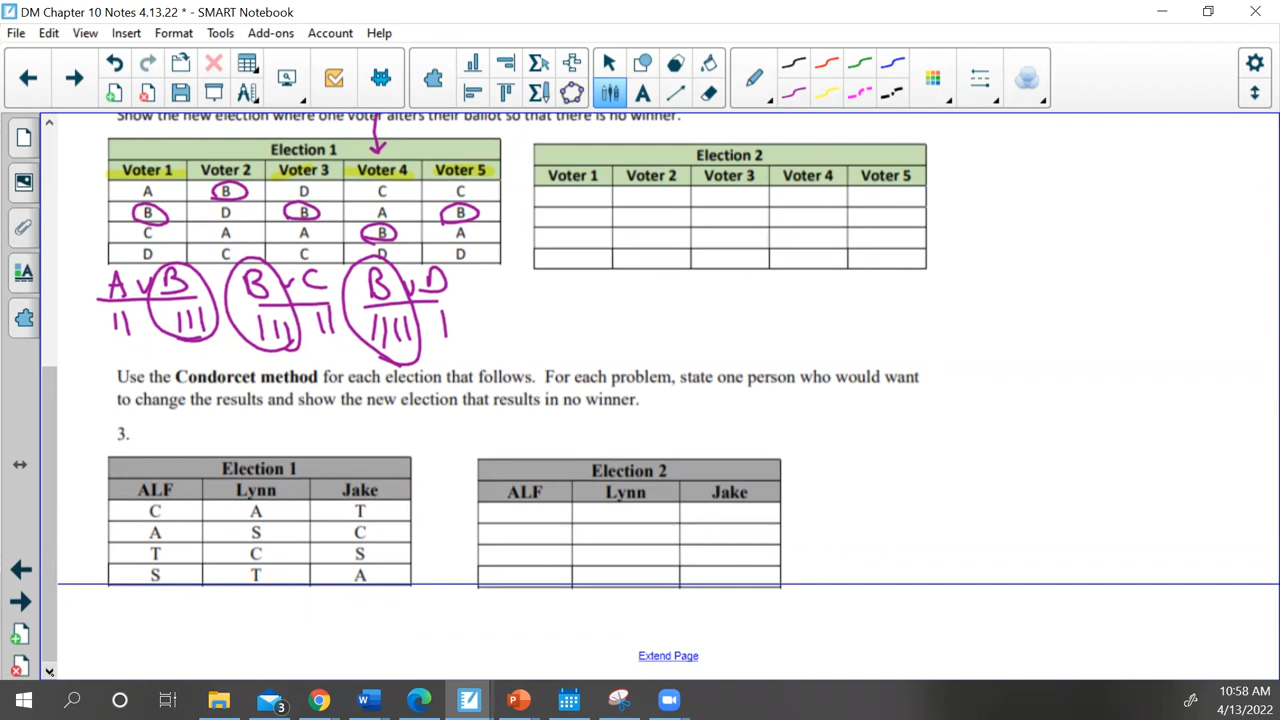 DM Chapter 10 Notes 4.13.22 * - SMART Notebook
File Edit View Insert Format Tools Add-ons Account Help
Show the new election where one voter alters their ballot so that there is no winner.
Election 1
Voter 1 Voter 2 Voter 3 Voter 4 Voter 5
A B D C C
B D B A B
C A A B A
D C C D D
Election 2
Voter 1 Voter 2 Voter 3 Voter 4 Voter 5
A v B B v C B v D
II III III II IIII I
Use the Condorcet method for each election that follows. For each problem, state one person who would want
to change the results and show the new election that results in no winner.
3.
Election 1
ALF Lynn Jake
C A T
A S C
T C S
S T A
Election 2
ALF Lynn Jake
Extend Page
3
10:58 AM
4/13/2022